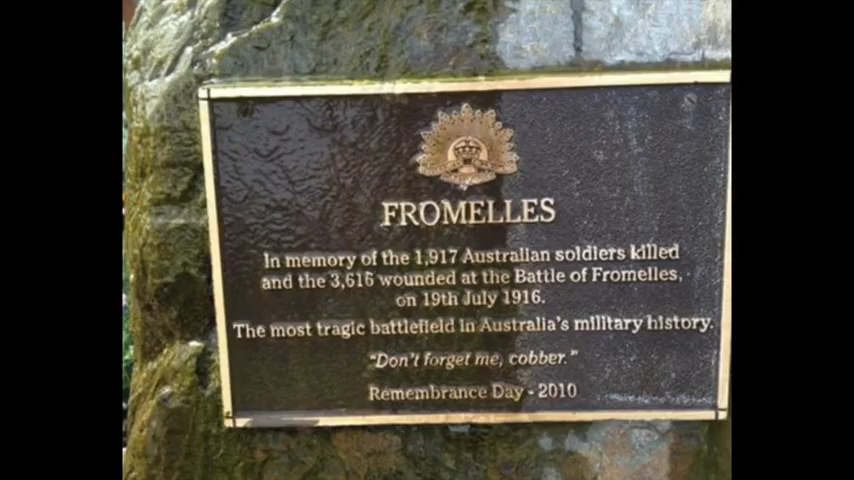 FROMELLES
In memory of the 1,917 Australian soldiers killed
and the 3,616 wounded at the Battle of Fromelles,
on 19th July 1916.
The most tragic battlefield in Australia's military history.
"Don't forget me, cobber."
Remembrance Day - 2010